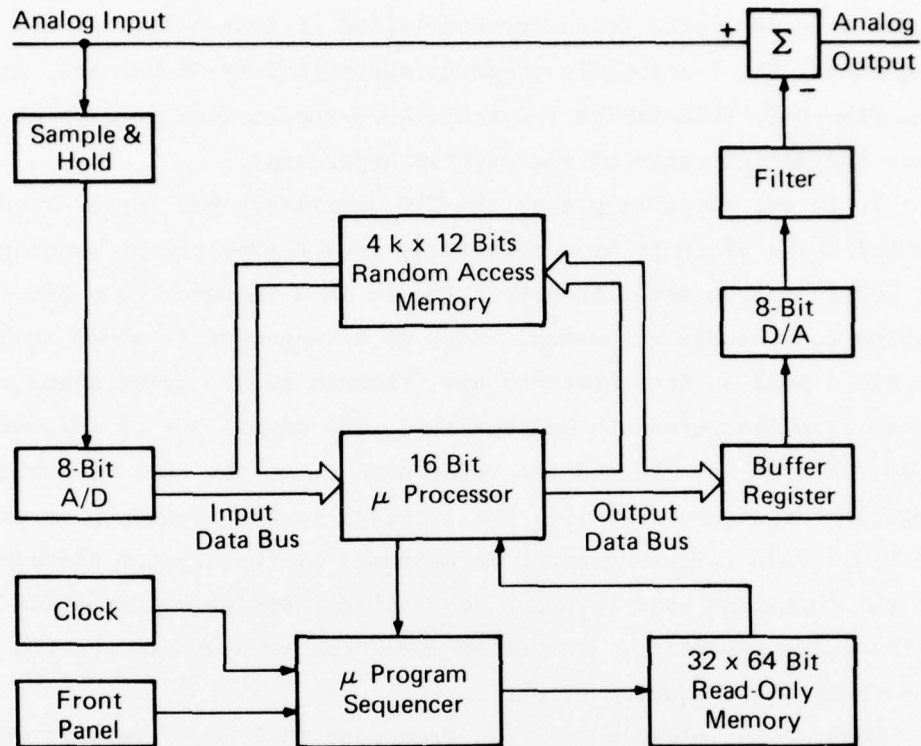 Analog Input
+
Σ
Analog
Output
−
Sample &
Hold
Filter
4 k x 12 Bits
Random Access
Memory
8-Bit
D/A
8-Bit
A/D
Input
Data Bus
16 Bit
μ Processor
Output
Data Bus
Buffer
Register
Clock
Front
Panel
μ Program
Sequencer
32 x 64 Bit
Read-Only
Memory